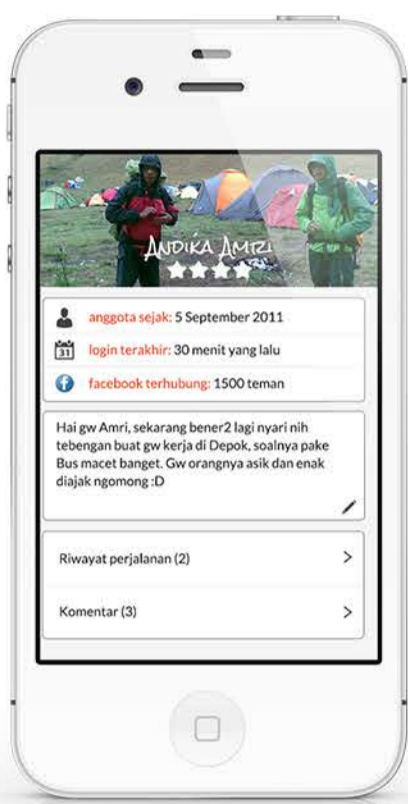 ANDIKA AMRI
anggota sejak: 5 September 2011
31
login terakhir: 30 menit yang lalu
f
facebook terhubung: 1500 teman
Hai gw Amri, sekarang bener2 lagi nyari nih
tebengan buat gw kerja di Depok, soalnya pake
Bus macet banget. Gw orangnya asik dan enak
diajak ngomong :D
Riwayat perjalanan (2)
Komentar (3)